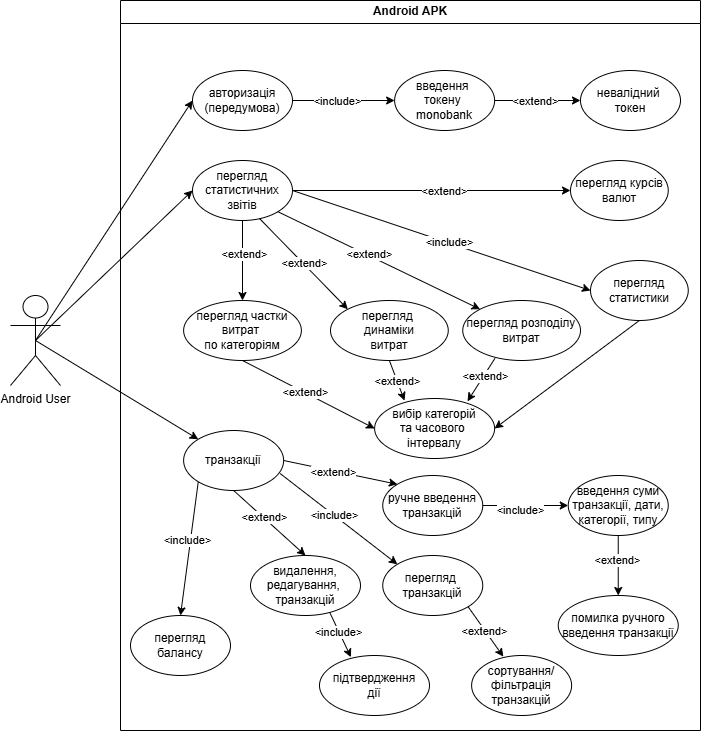 Android APK
авторизація
(передумова)
<include>
введення
токену
monobank
<extend>
невалідний
токен
перегляд
статистичних
звітів
<extend>
перегляд курсів
валют
<extend>
<extend>
<extend>
<include>
перегляд
статистики
перегляд частки
витрат
по категоріям
перегляд
динаміки
витрат
перегляд розподілу
витрат
<extend>
<extend>
<extend>
вибір категорій
та часового
інтервалу
Android User
транзакції
<extend>
ручне введення
транзакцій
<include>
введення суми
транзакції, дати,
категорії, типу
<include>
<extend>
<include>
<extend>
видалення,
редагування,
транзакцій
перегляд
транзакцій
помилка ручного
введення транзакції
перегляд
балансу
<include>
<extend>
підтвердження
дії
сортування/
фільтрація
транзакцій